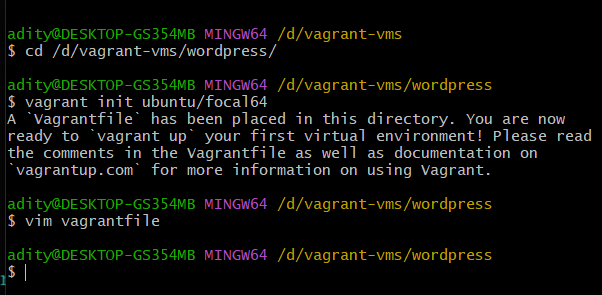 adity@DESKTOP-GS354MB MINGW64 /d/vagrant-vms
$ cd /d/vagrant-vms/wordpress/
adity@DESKTOP-GS354MB MINGW64 /d/vagrant-vms/wordpress
$ vagrant init ubuntu/focal64
A `Vagrantfile` has been placed in this directory. You are now
ready to `vagrant up` your first virtual environment! Please read
the comments in the Vagrantfile as well as documentation on
`vagrantup.com` for more information on using Vagrant.
adity@DESKTOP-GS354MB MINGW64 /d/vagrant-vms/wordpress
$ vim vagrantfile
adity@DESKTOP-GS354MB MINGW64 /d/vagrant-vms/wordpress
$